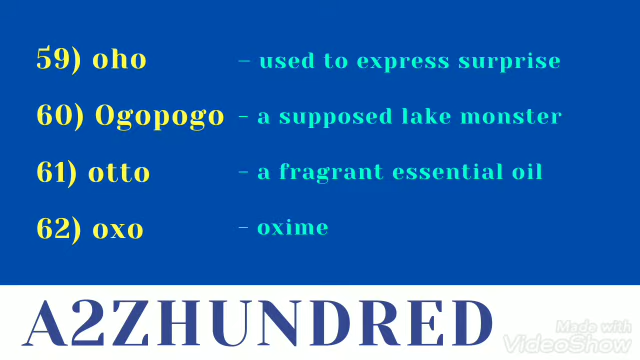 59) oho - used to express surprise
60) Ogopogo - a supposed lake monster
61) otto - a fragrant essential oil
62) oxo - oxime
A2ZHUNDRED
Made with
VideoShow